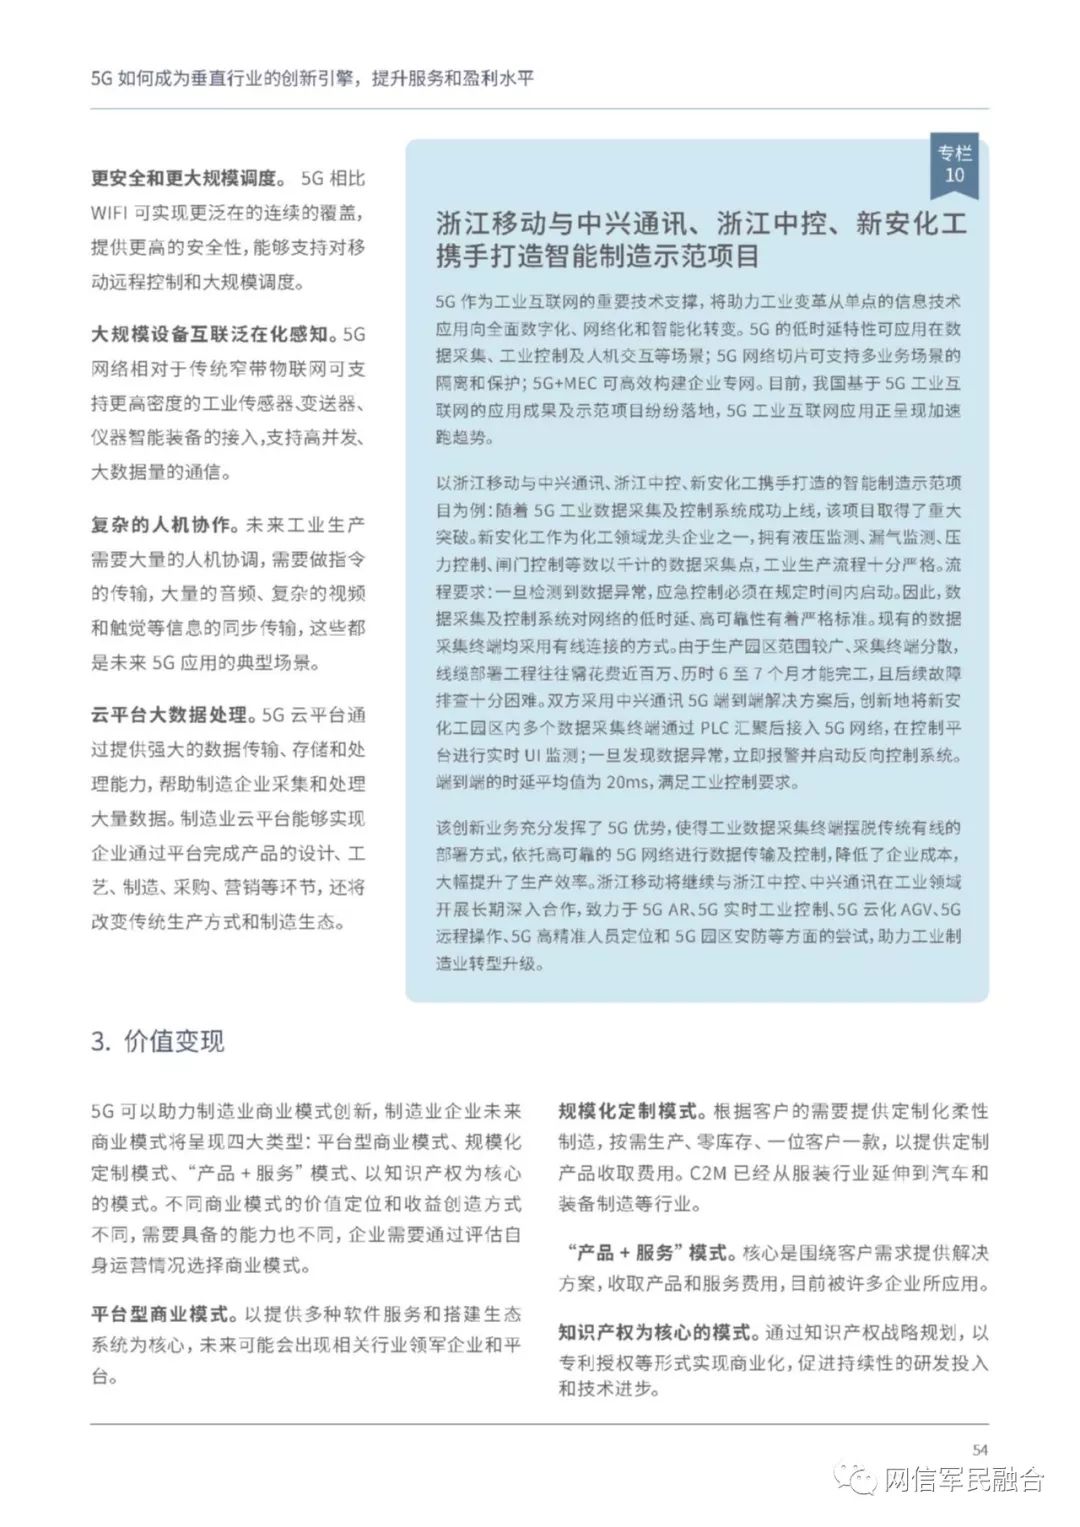 5G 如何成为垂直行业的创新引擎，提升服务和盈利水平
更安全和更大规模调度。 5G 相比
WIFI 可实现更泛在的连续的覆盖，
提供更高的安全性，能够支持对移
动远程控制和大规模调度。
大规模设备互联泛在化感知。5G
网络相对于传统窄带物联网可支
持更高密度的工业传感器、变送器、
仪器智能装备的接入，支持高并发、
大数据量的通信。
复杂的人机协作。未来工业生产
需要大量的人机协调，需要做指令
的传输，大量的音频、复杂的视频
和触觉等信息的同步传输，这些都
是未来 5G 应用的典型场景。
云平台大数据处理。5G 云平台通
过提供强大的数据传输、存储和处
理能力，帮助制造企业采集和处理
大量数据。制造业云平台能够实现
企业通过平台完成产品的设计、工
艺、制造、采购、营销等环节，还将
改变传统生产方式和制造生态。
专栏
10
浙江移动与中兴通讯、浙江中控、新安化工
携手打造智能制造示范项目
5G 作为工业互联网的重要技术支撑，将助力工业变革从单点的信息技术
应用向全面数字化、网络化和智能化转变。5G 的低时延特性可应用在数
据采集、工业控制及人机交互等场景；5G 网络切片可支持多业务场景的
隔离和保护；5G+MEC 可高效构建企业专网。目前，我国基于 5G 工业互
联网的应用成果及示范项目纷纷落地，5G 工业互联网应用正呈现加速
跑趋势。
以浙江移动与中兴通讯、浙江中控、新安化工携手打造的智能制造示范项
目为例：随着 5G 工业数据采集及控制系统成功上线，该项目取得了重大
突破。新安化工作为化工领域龙头企业之一，拥有液压监测、漏气监测、压
力控制、闸门控制等数以千计的数据采集点，工业生产流程十分严格。流
程要求：一旦检测到数据异常，应急控制必须在规定时间内启动。因此，数
据采集及控制系统对网络的低时延、高可靠性有着严格标准。现有的数据
采集终端均采用有线连接的方式。由于生产园区范围较广、采集终端分散，
线缆部署工程往往需花费近百万、历时 6 至 7 个月才能完工，且后续故障
排查十分困难。双方采用中兴通讯 5G 端到端解决方案后，创新地将新安
化工园区内多个数据采集终端通过 PLC 汇聚后接入 5G 网络，在控制平
台进行实时 UI 监测；一旦发现数据异常，立即报警并启动反向控制系统。
端到端的时延平均值为 20ms，满足工业控制要求。
该创新业务充分发挥了 5G 优势，使得工业数据采集终端摆脱传统有线的
部署方式，依托高可靠的 5G 网络进行数据传输及控制，降低了企业成本，
大幅提升了生产效率。浙江移动将继续与浙江中控、中兴通讯在工业领域
开展长期深入合作，致力于 5G AR、5G 实时工业控制、5G 云化 AGV、5G
远程操作、5G 高精准人员定位和 5G 园区安防等方面的尝试，助力工业制
造业转型升级。
3. 价值变现
5G 可以助力制造业商业模式创新，制造业企业未来
商业模式将呈现四大类型：平台型商业模式、规模化
定制模式、“产品 + 服务” 模式、以知识产权为核心
的模式。不同商业模式的价值定位和收益创造方式
不同，需要具备的能力也不同，企业需要通过评估自
身运营情况选择商业模式。
平台型商业模式。以提供多种软件服务和搭建生态
系统为核心，未来可能会出现相关行业领军企业和平
台。
规模化定制模式。根据客户的需要提供定制化柔性
制造，按需生产、零库存、一位客户一款，以提供定制
产品收取费用。C2M 已经从服装行业延伸到汽车和
装备制造等行业。
“产品 + 服务” 模式。核心是围绕客户需求提供解决
方案，收取产品和服务费用，目前被许多企业所应用。
知识产权为核心的模式。通过知识产权战略规划，以
专利授权等形式实现商业化，促进持续性的研发投入
和技术进步。
54
网信军民融合